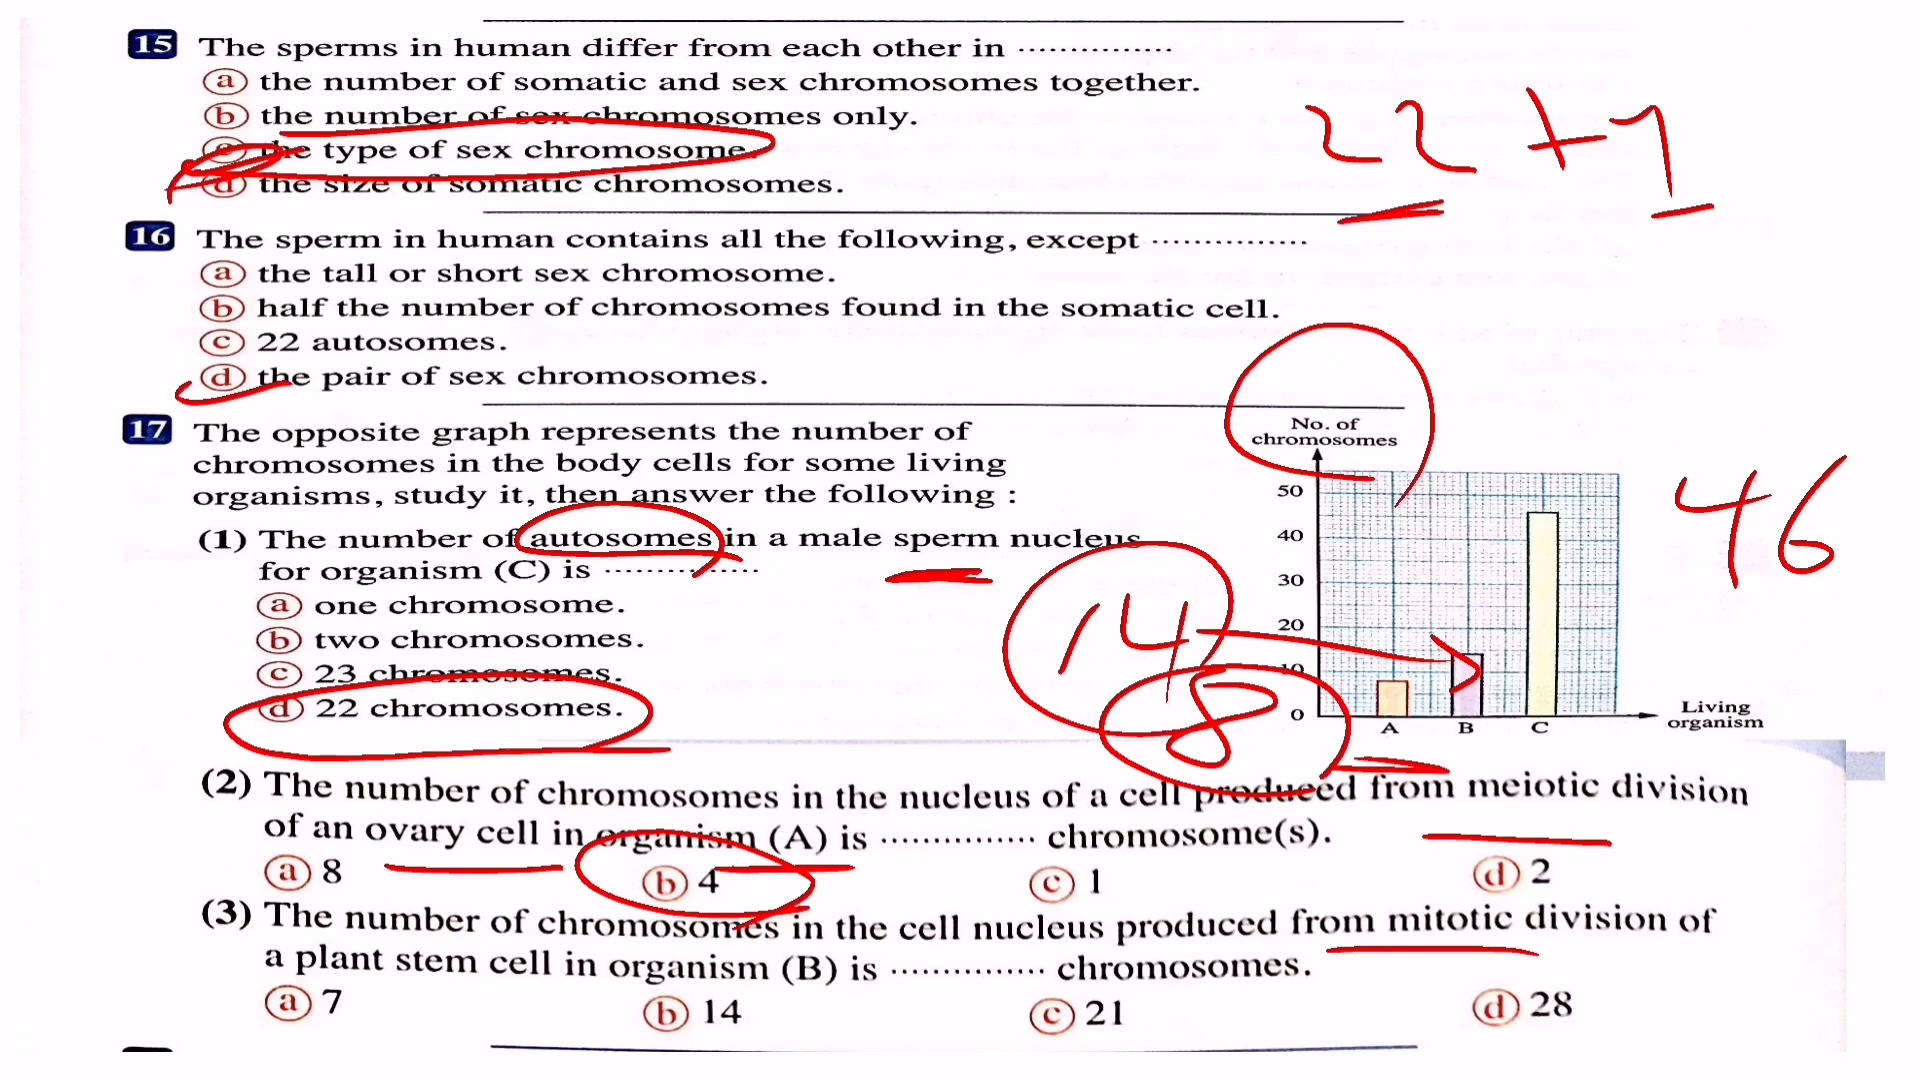 15 The sperms in human differ from each other in ...............
22 + 1
a the number of somatic and sex chromosomes together.
b the number of sex chromosomes only.
c the type of sex chromosome.
d the size of somatic chromosomes.
16 The sperm in human contains all the following, except ...............
a the tall or short sex chromosome.
b half the number of chromosomes found in the somatic cell.
c 22 autosomes.
d the pair of sex chromosomes.
17 The opposite graph represents the number of
chromosomes in the body cells for some living
organisms, study it, then answer the following :
(1) The number of autosomes in a male sperm nucleus
for organism (C) is ...............
a one chromosome.
b two chromosomes.
c 23 chromosomes.
d 22 chromosomes.
14
8
No. of
chromosomes
50
40
30
20
10
0
A B C
Living
organism
46
(2) The number of chromosomes in the nucleus of a cell produced from meiotic division
of an ovary cell in organism (A) is ............... chromosome(s).
a 8 b 4 c 1 d 2
(3) The number of chromosomes in the cell nucleus produced from mitotic division of
a plant stem cell in organism (B) is ............... chromosomes.
a 7 b 14 c 21 d 28